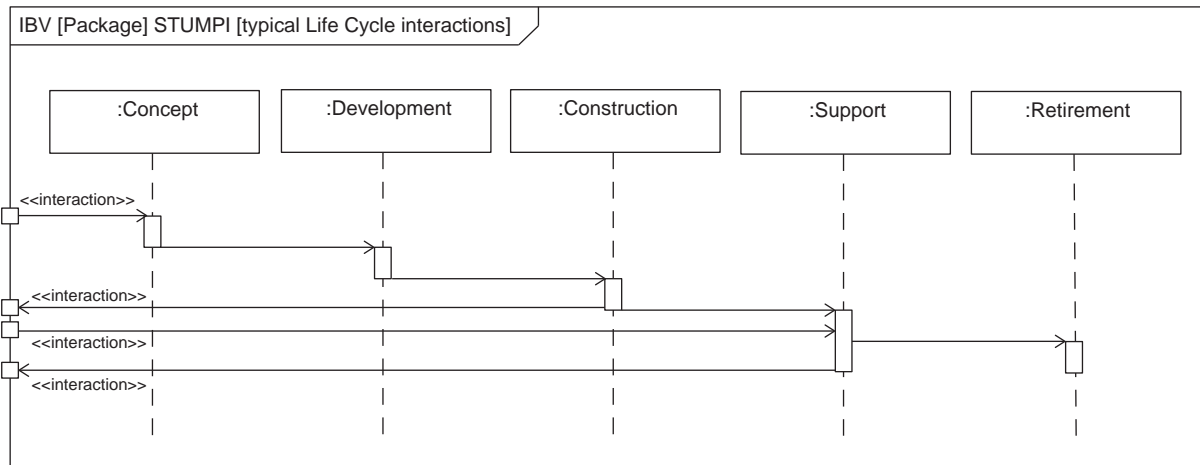 IBV [Package] STUMPI [typical Life Cycle interactions]
:Concept
:Development
:Construction
:Support
:Retirement
<<interaction>>
<<interaction>>
<<interaction>>
<<interaction>>